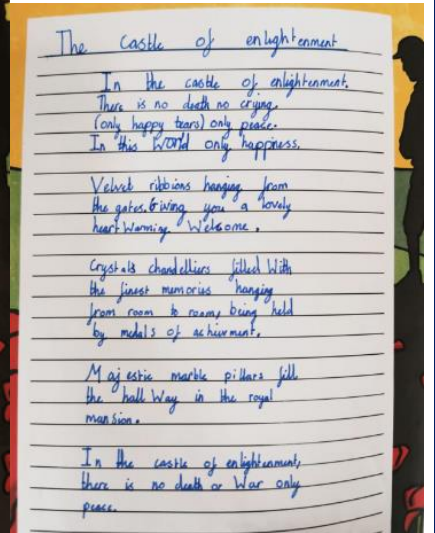 The Castle of enlightenment
In the castle of enlightenment.
There is no death no crying.
(only happy tears) only peace.
In this World only happiness.
Velvet ribbions hanging from
the gates. Giving you a lovely
heart Warming Welcome.
Crystals chandelliers filled With
the finest memories hanging
from room to room, being held
by medals of achievment.
Majestic marble pillars fill
the hall Way in the royal
mansion.
In the castle of enlightenment,
there is no death or War only
peace.